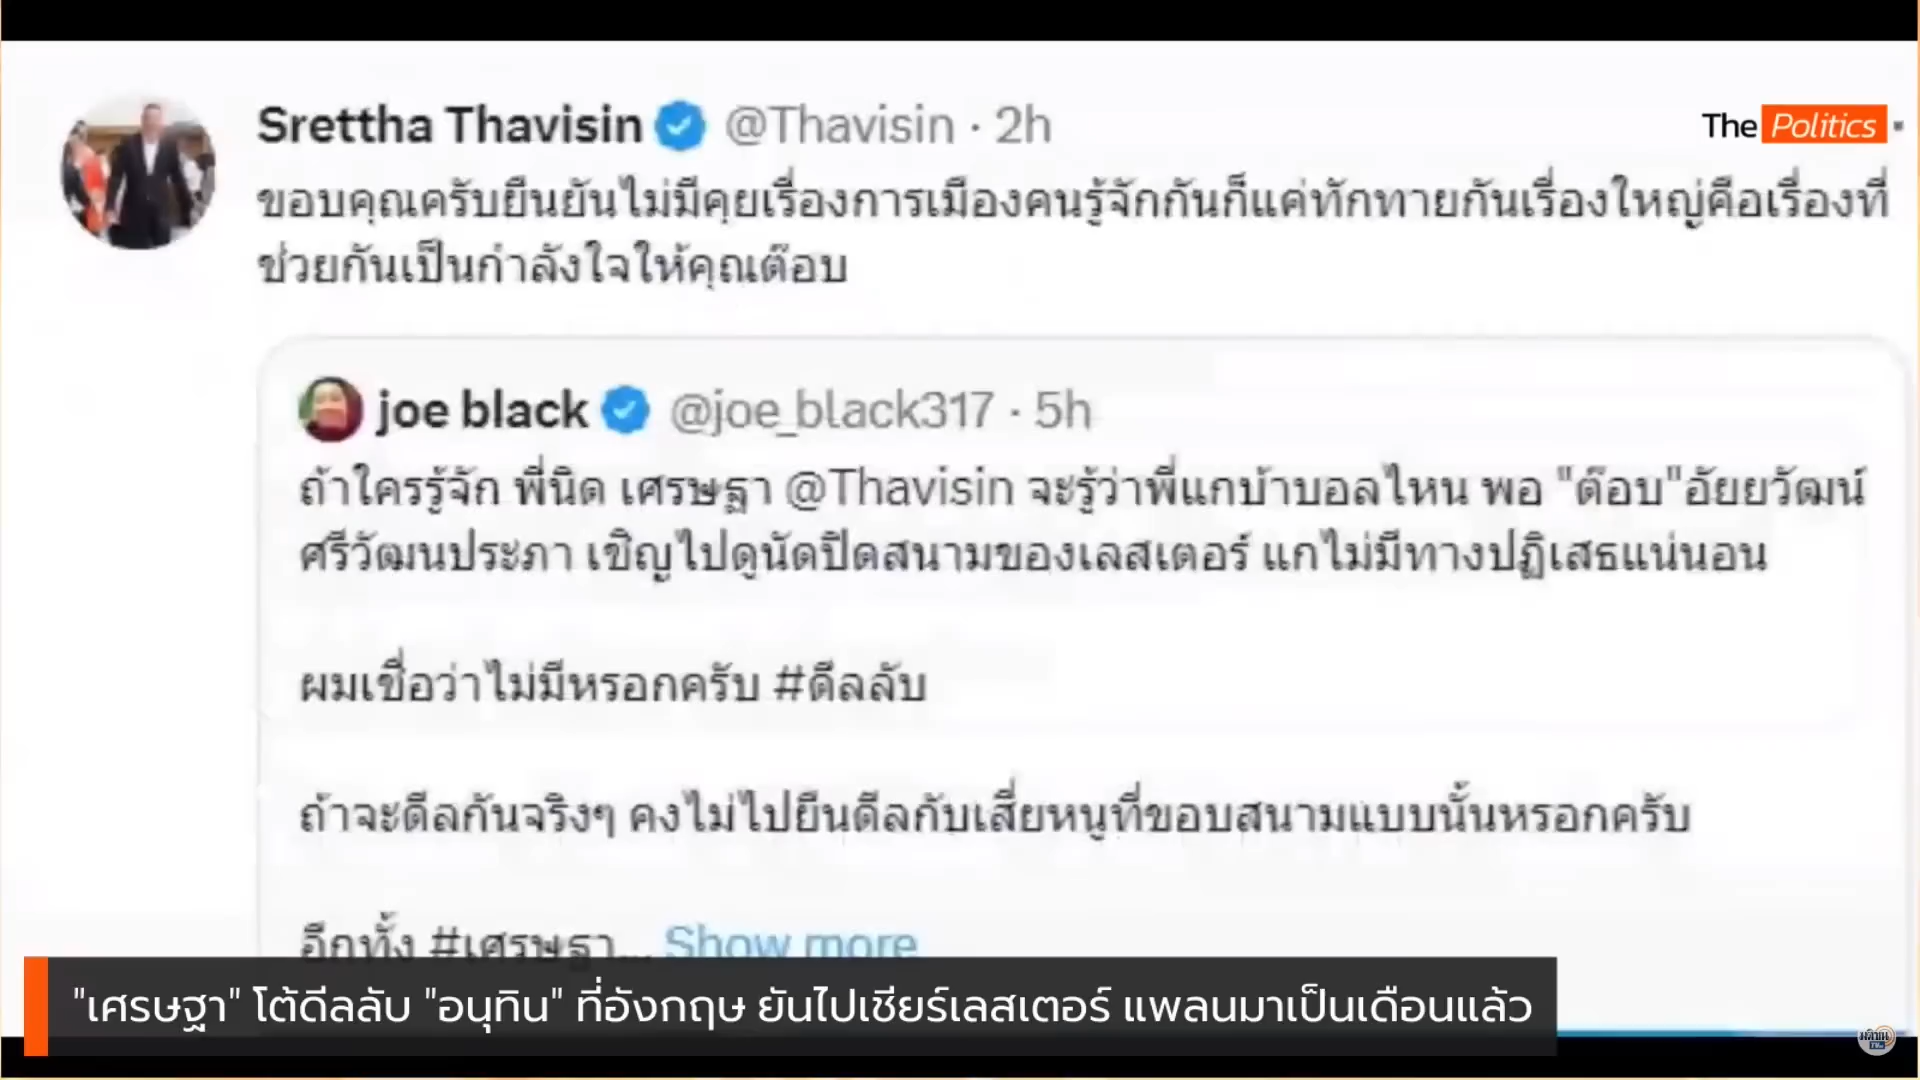 Srettha Thavisin @Thavisin · 2h
The Politics
ขอบคุณครับยืนยันไม่มีคุยเรื่องการเมืองคนรู้จักกันก็แค่ทักทายกันเรื่องใหญ่คือเรื่องที่
ช่วยกันเป็นกำลังใจให้คุณต๊อบ
joe black @joe_black317 · 5h
ถ้าใครรู้จัก พี่นิด เศรษฐา @Thavisin จะรู้ว่าพี่แกบ้าบอลไหน พอ "ต๊อบ"อัยยวัฒน์
ศรีวัฒนประภา เชิญไปดูนัดปิดสนามของเลสเตอร์ แกไม่มีทางปฏิเสธแน่นอน
ผมเชื่อว่าไม่มีหรอกครับ #ดีลลับ
ถ้าจะดีลกันจริงๆ คงไม่ไปยืนดีลกับเสี่ยหนูที่ขอบสนามแบบนั้นหรอกครับ
อีกทั้ง #เศรษฐา... Show more
"เศรษฐา" โต้ดีลลับ "อนุทิน" ที่อังกฤษ ยันไปเชียร์เลสเตอร์ แพลนมาเป็นเดือนแล้ว
มติชน